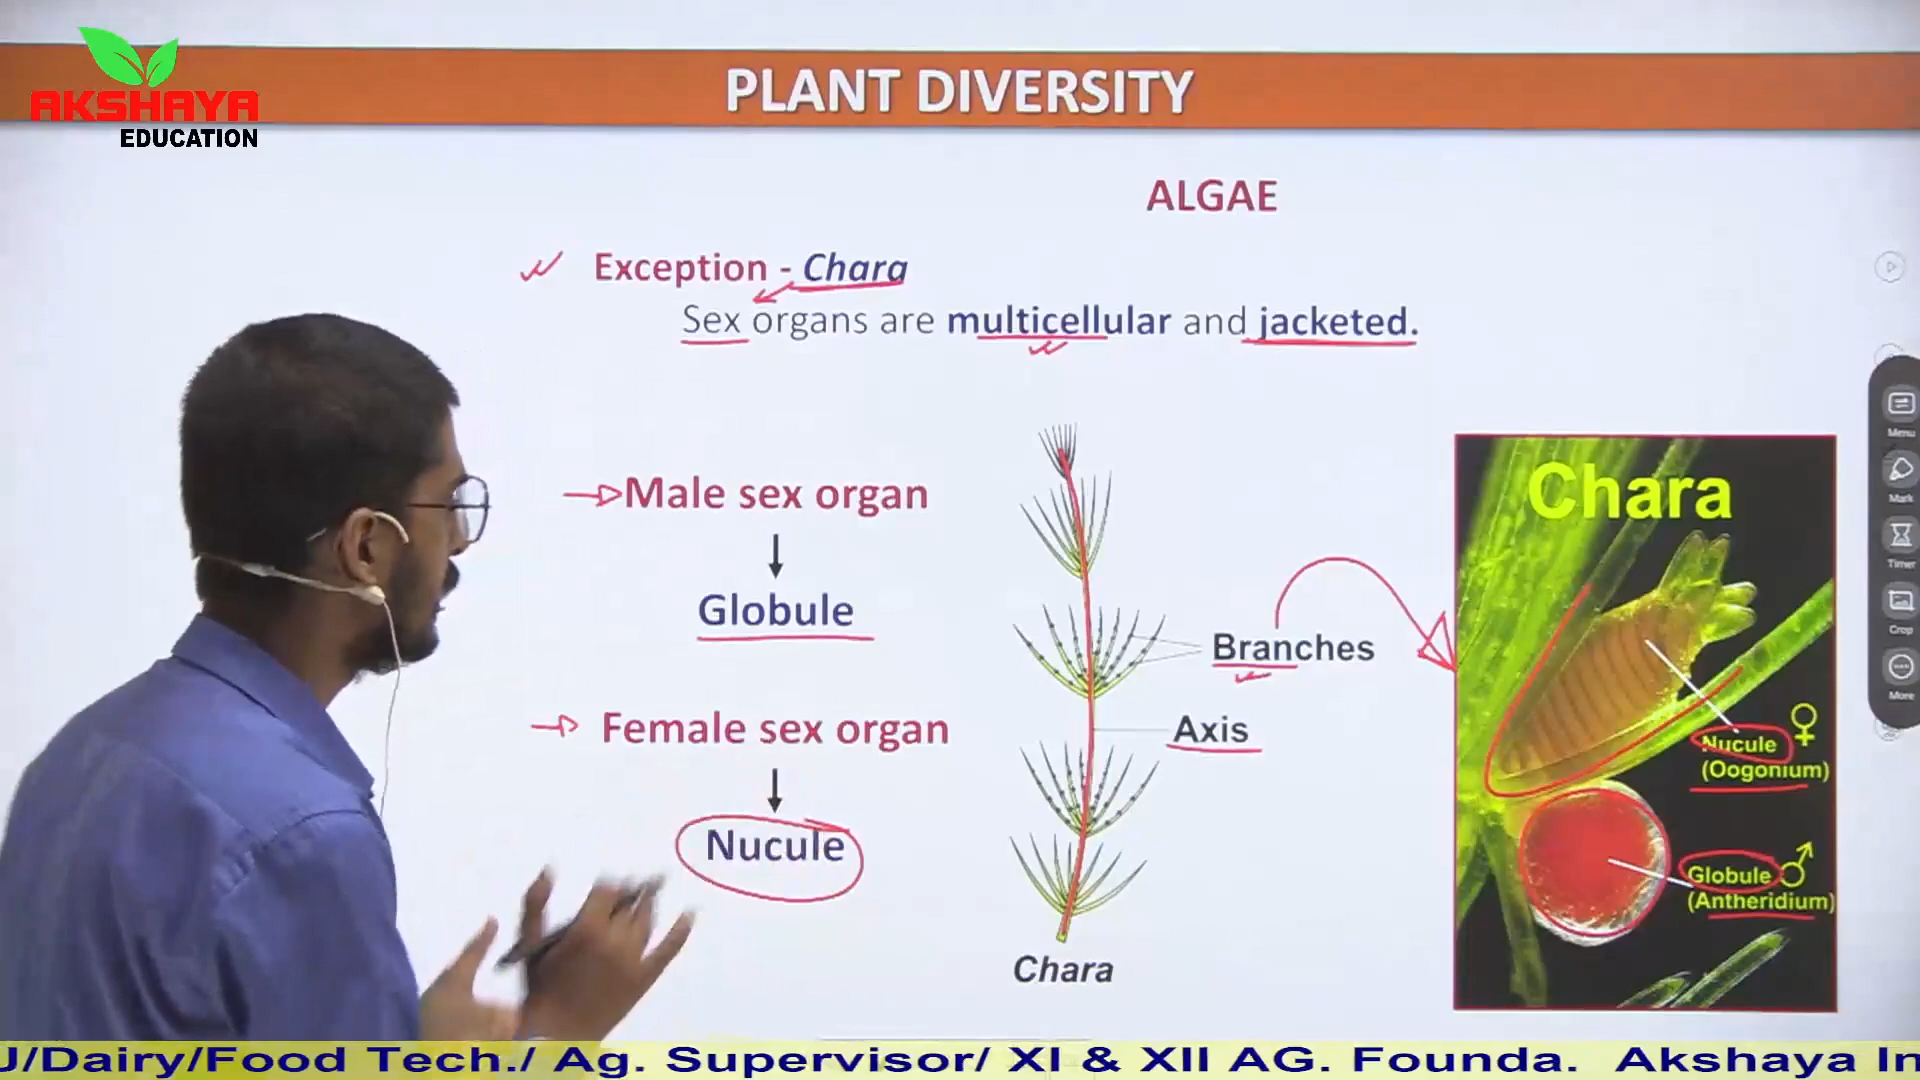 AKSHAYA
EDUCATION
PLANT DIVERSITY
ALGAE
Exception - Chara
Sex organs are multicellular and jacketed.
Male sex organ
Globule
Female sex organ
Nucule
Branches
Axis
Chara
Chara
Nucule ♀
(Oogonium)
Globule ♂
(Antheridium)
Menu
Mark
Timer
Crop
More
J/Dairy/Food Tech./ Ag. Supervisor/ XI & XII AG. Founda. Akshaya In